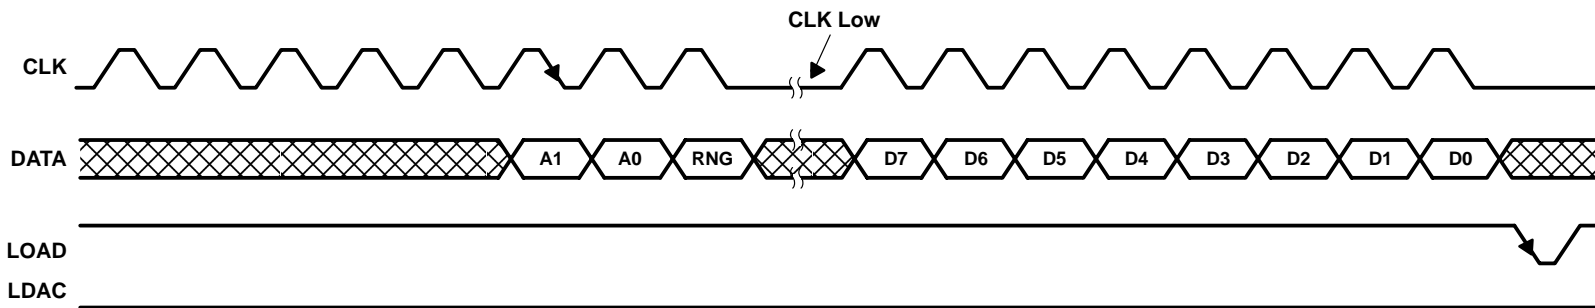 CLK Low
CLK
DATA
A1 A0 RNG D7 D6 D5 D4 D3 D2 D1 D0
LOAD
LDAC